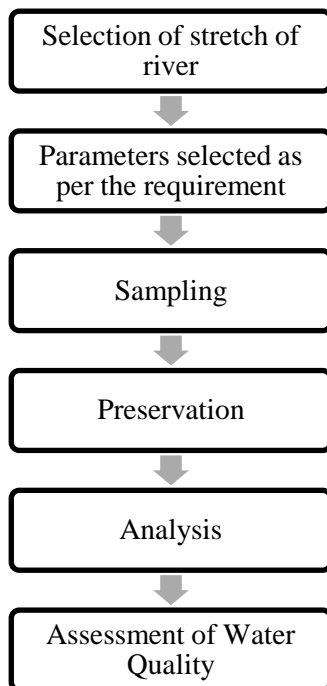 Selection of stretch of
river
Parameters selected as
per the requirement
Sampling
Preservation
Analysis
Assessment of Water
Quality